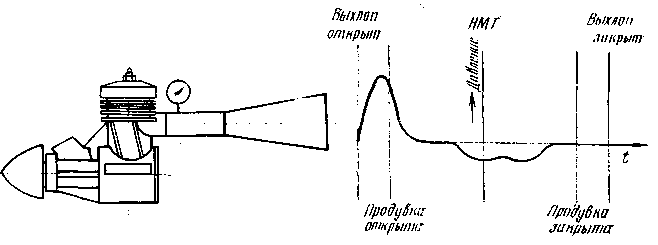 Выхлоп
открыт
НМТ
Выхлоп
закрыт
Давление
t
Продувка
открыта
Продувка
закрыта